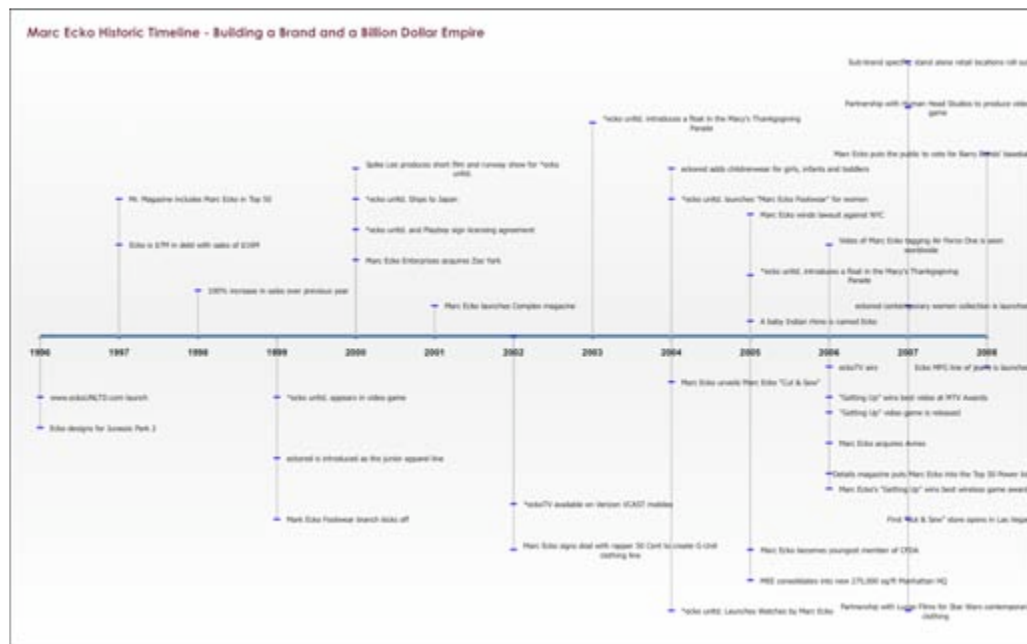 Marc Ecko Historic Timeline - Building a Brand and a Billion Dollar Empire
Sub-brand specific stand alone retail locations roll out
Partnership with Human Head Studios to produce video
game
*ecko unltd. introduces a float in the Macy's Thanksgiving
Parade
Marc Ecko puts the public to vote for Barry Bonds' baseball
Spike Lee produces short film and runway show for *ecko
unltd.
eckored adds childrenwear for girls, infants and toddlers
Mr. Magazine includes Marc Ecko in Top 50
*ecko unltd. Ships to Japan
*ecko unltd. launches "Marc Ecko Footwear" for women
Marc Ecko winds lawsuit against NYC
*ecko unltd. and Playboy sign licensing agreement
Ecko is $7M in debt with sales of $16M
Video of Marc Ecko tagging Air Force One is seen
worldwide
Marc Ecko Enterprises acquires Zoo York
*ecko unltd. introduces a float in the Macy's Thanksgiving
Parade
100% increase in sales over previous year
Marc Ecko launches Complex magazine
eckored contemporary women collection is launched
A baby Indian rhino is named Ecko
1996 1997 1998 1999 2000 2001 2002 2003 2004 2005 2006 2007 2008
eckoTV airs
Ecko MFG line of jeans is launched
Marc Ecko unveils Marc Ecko "Cut & Sew"
www.eckoUNLTD.com launch
*ecko unltd. appears in video game
"Getting Up" wins best video at MTV Awards
"Getting Up" video game is released
Ecko designs for Jurassic Park 2
Marc Ecko acquires Avirex
eckored is introduced as the junior apparel line
Details magazine puts Marc Ecko into the Top 50 Power
Marc Ecko's "Getting Up" wins best wireless game award
*eckoTV available on Verizon VCAST mobiles
Mark Ecko Footwear branch kicks off
First "Cut & Sew" store opens in Las Vegas
Marc Ecko signs deal with rapper 50 Cent to create G-Unit
clothing line
Marc Ecko becomes youngest member of CFDA
MEE consolidates into new 275,000 sq/ft Manhattan HQ
*ecko unltd. Launches Watches by Marc Ecko
Partnership with Lucas Films for Star Wars contemporary
clothing